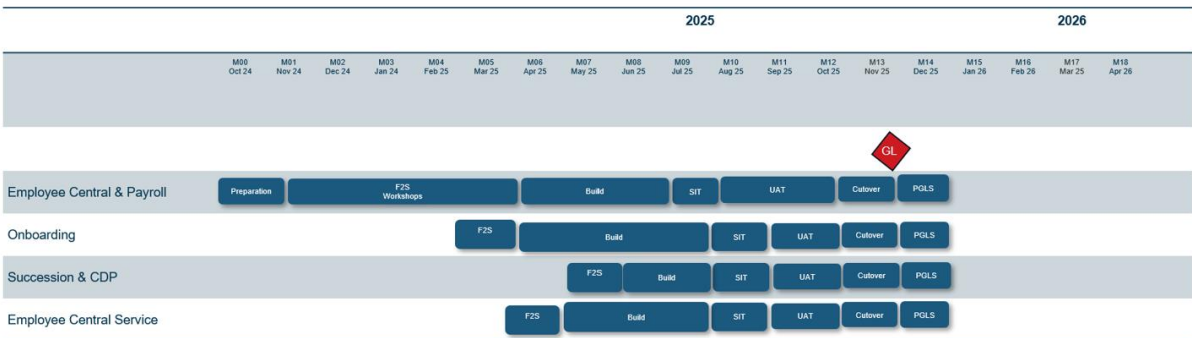 2025 2026
M00 M01 M02 M03 M04 M05 M06 M07 M08 M09 M10 M11 M12 M13 M14 M15 M16 M17 M18
Oct 24 Nov 24 Dec 24 Jan 24 Feb 25 Mar 25 Apr 25 May 25 Jun 25 Jul 25 Aug 25 Sep 25 Oct 25 Nov 25 Dec 25 Jan 26 Feb 26 Mar 25 Apr 26
GL
Employee Central & Payroll Preparation F2S Build SIT UAT Cutover PGLS
Workshops
Onboarding F2S Build SIT UAT Cutover PGLS
Succession & CDP F2S Build SIT UAT Cutover PGLS
Employee Central Service F2S Build SIT UAT Cutover PGLS